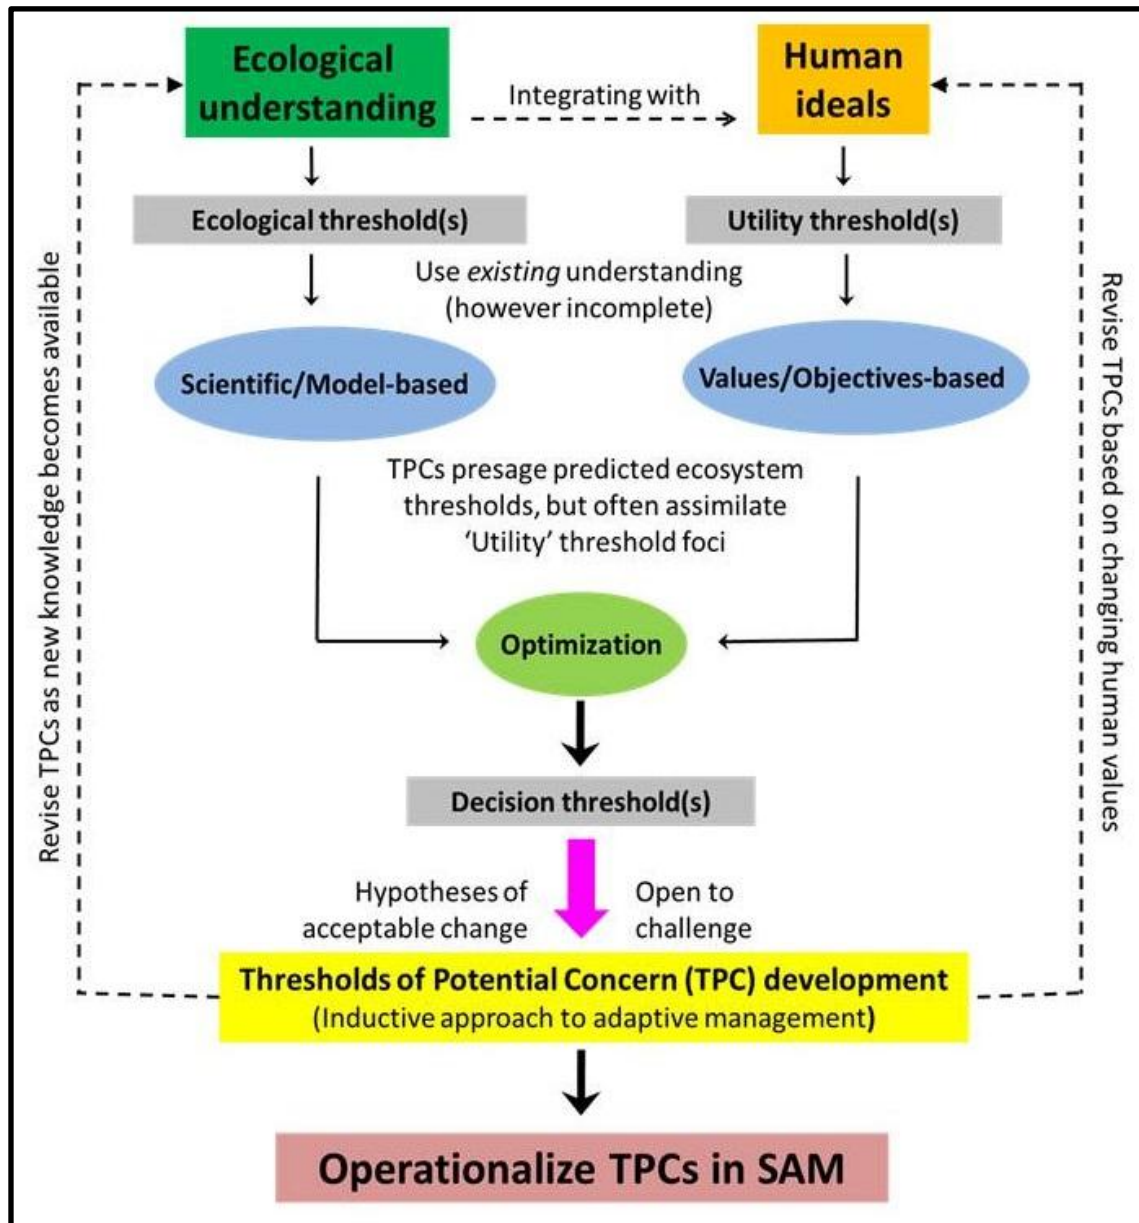 Ecological
understanding
Integrating with
Human
ideals
Ecological threshold(s)
Utility threshold(s)
Use existing understanding
(however incomplete)
Scientific/Model-based
Values/Objectives-based
TPCs presage predicted ecosystem
thresholds, but often assimilate
‘Utility’ threshold foci
Optimization
Decision threshold(s)
Hypotheses of
acceptable change
Open to
challenge
Thresholds of Potential Concern (TPC) development
(Inductive approach to adaptive management)
Operationalize TPCs in SAM
Revise TPCs as new knowledge becomes available
Revise TPCs based on changing human values